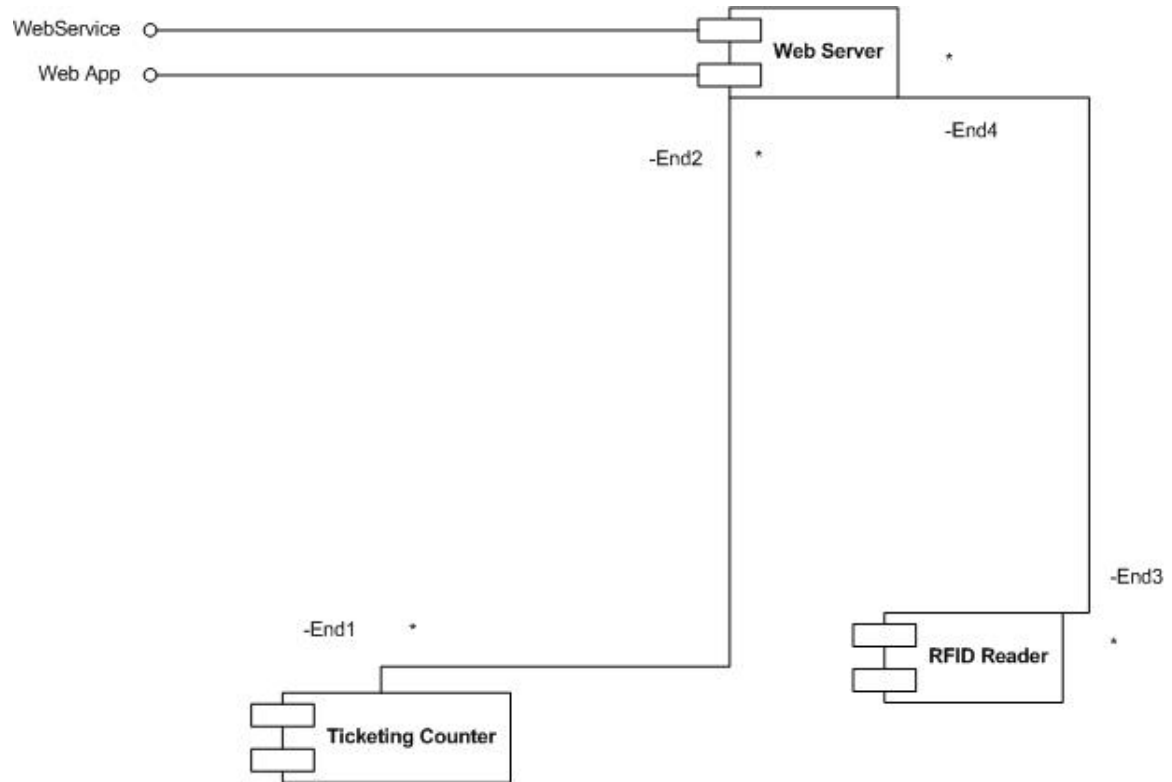 WebService
Web App
Web Server
*
-End4
-End2 *
-End3
*
-End1 *
RFID Reader
Ticketing Counter